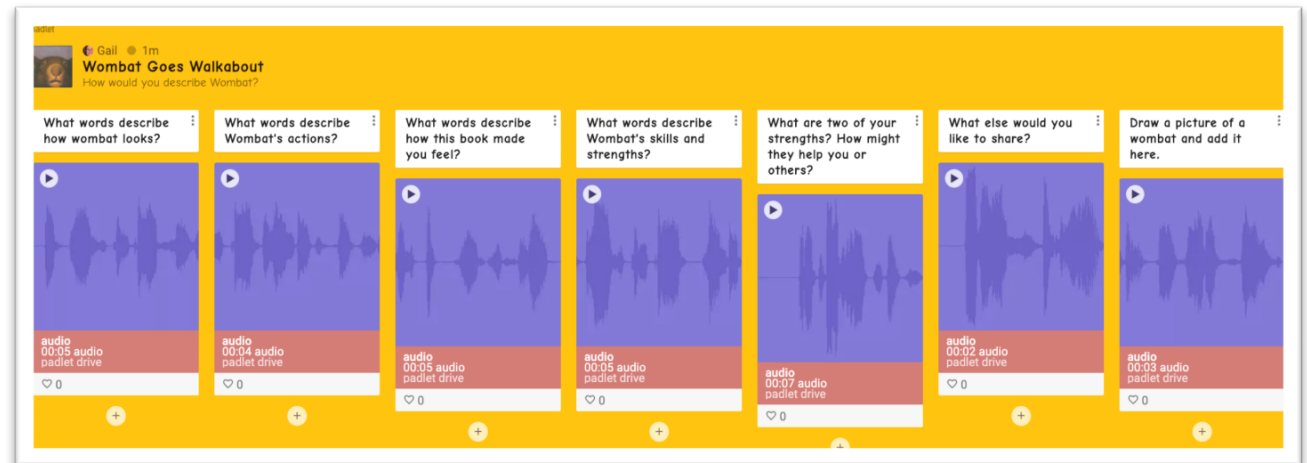 padlet
Gail 1m
Wombat Goes Walkabout
How would you describe Wombat?
What words describe
how wombat looks?
audio
00:05 audio
padlet drive
0
What words describe
Wombat's actions?
audio
00:04 audio
padlet drive
0
What words describe
how this book made
you feel?
audio
00:05 audio
padlet drive
0
What words describe
Wombat's skills and
strengths?
audio
00:05 audio
padlet drive
0
What are two of your
strengths? How might
they help you or
others?
audio
00:07 audio
padlet drive
0
What else would you
like to share?
audio
00:02 audio
padlet drive
0
Draw a picture of a
wombat and add it
here.
audio
00:03 audio
padlet drive
0